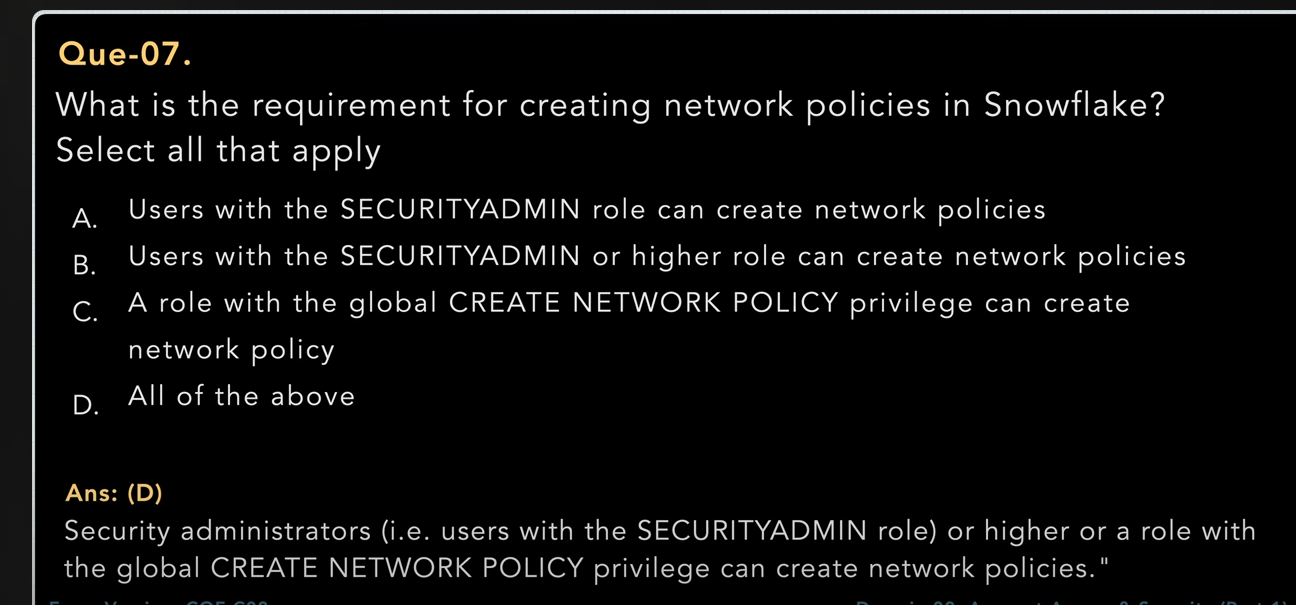 Que-07.
What is the requirement for creating network policies in Snowflake?
Select all that apply
A. Users with the SECURITYADMIN role can create network policies
B. Users with the SECURITYADMIN or higher role can create network policies
C. A role with the global CREATE NETWORK POLICY privilege can create
network policy
D. All of the above
Ans: (D)
Security administrators (i.e. users with the SECURITYADMIN role) or higher or a role with
the global CREATE NETWORK POLICY privilege can create network policies."